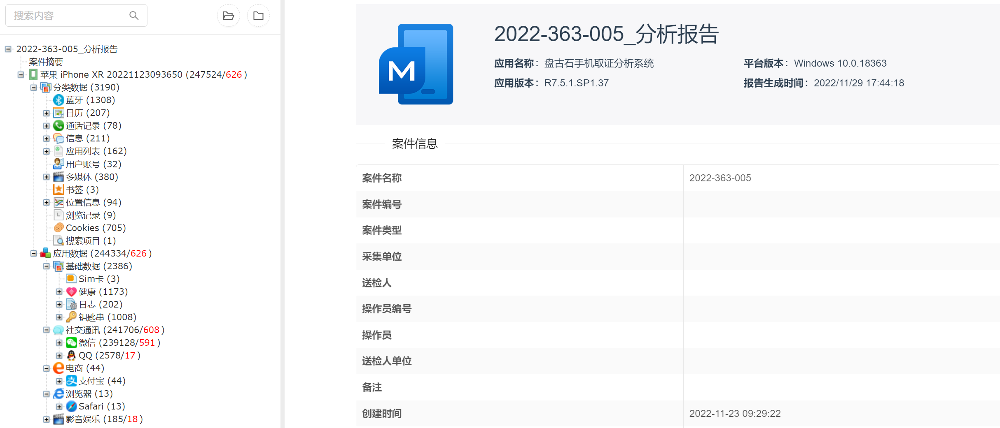 搜索内容
2022-363-005_分析报告
案件摘要
苹果 iPhone XR 20221123093650 (247524/626 )
分类数据 (3190)
蓝牙 (1308)
日历 (207)
通话记录 (78)
信息 (211)
应用列表 (162)
用户账号 (32)
多媒体 (380)
书签 (3)
位置信息 (94)
浏览记录 (9)
Cookies (705)
搜索项目 (1)
应用数据 (244334/626 )
基础数据 (2386)
Sim卡 (3)
健康 (1173)
日志 (202)
钥匙串 (1008)
社交通讯 (241706/608 )
微信 (239128/591 )
QQ (2578/17 )
电商 (44)
支付宝 (44)
浏览器 (13)
Safari (13)
影音娱乐 (185/18 )
M
2022-363-005_分析报告
应用名称： 盘古石手机取证分析系统 平台版本： Windows 10.0.18363
应用版本： R7.5.1.SP1.37 报告生成时间： 2022/11/29 17:44:18
案件信息
案件名称 2022-363-005
案件编号
案件类型
采集单位
送检人
操作员编号
操作员
送检人单位
备注
创建时间 2022-11-23 09:29:22